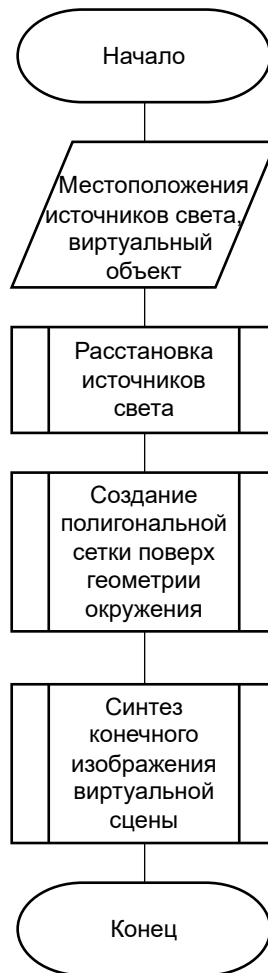 Начало
Местоположения
источников света,
виртуальный
объект
Расстановка
источников
света
Создание
полигональной
сетки поверх
геометрии
окружения
Синтез
конечного
изображения
виртуальной
сцены
Конец